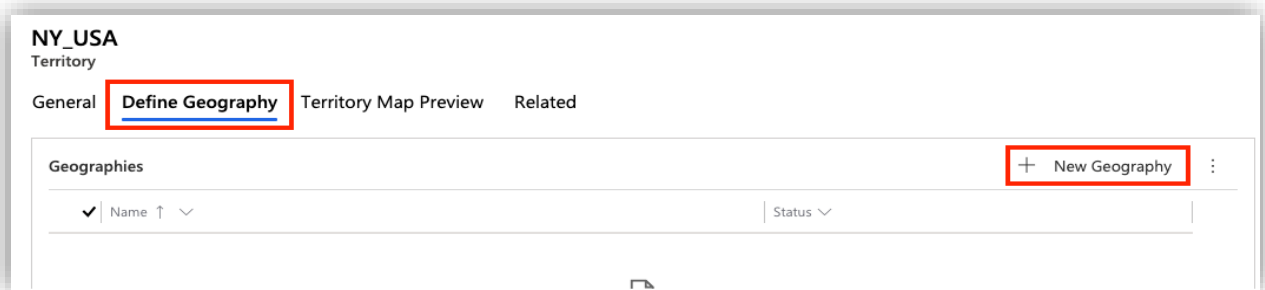 NY_USA
Territory
General Define Geography Territory Map Preview Related
Geographies + New Geography
Name ↑ Status